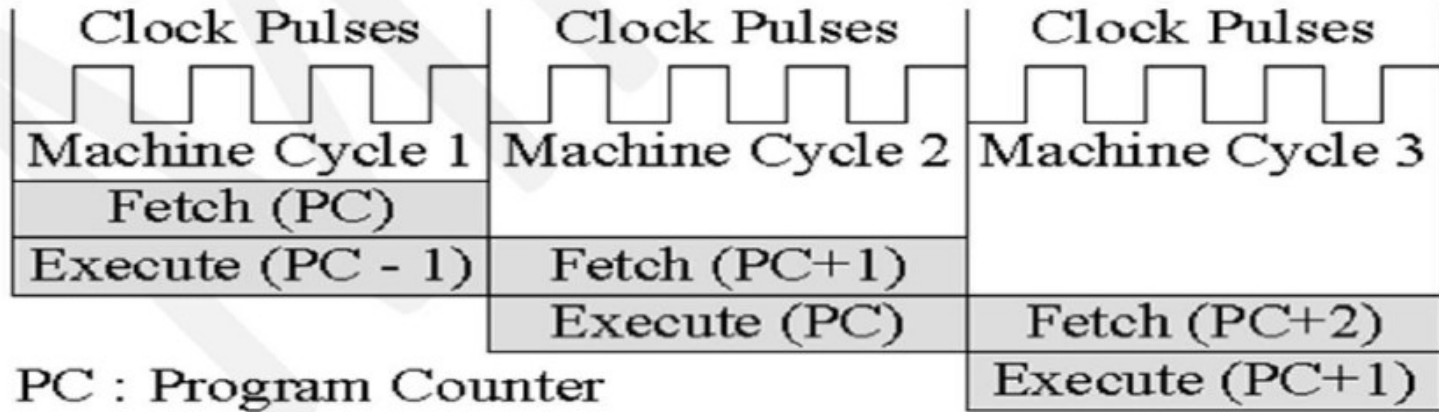 Clock Pulses Clock Pulses Clock Pulses
Machine Cycle 1 Machine Cycle 2 Machine Cycle 3
Fetch (PC)
Execute (PC - 1) Fetch (PC+1)
Execute (PC) Fetch (PC+2)
PC : Program Counter Execute (PC+1)